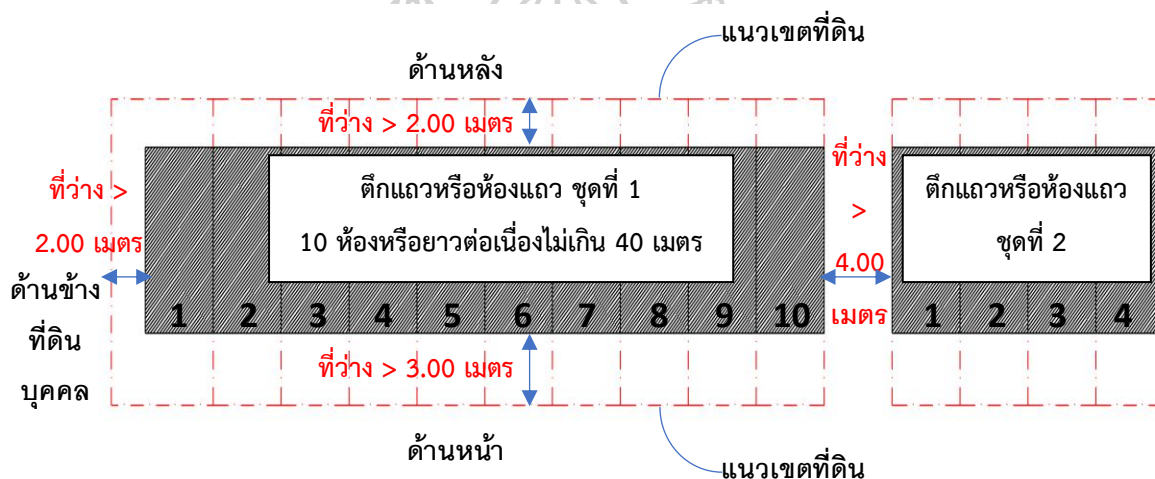 แนวเขตที่ดิน
ด้านหลัง
ที่ว่าง > 2.00 เมตร
ที่ว่าง >
2.00 เมตร
ด้านข้าง
ที่ดิน
บุคคล
ตึกแถวหรือห้องแถว ชุดที่ 1
10 ห้องหรือยาวต่อเนื่องไม่เกิน 40 เมตร
1 2 3 4 5 6 7 8 9 10
ที่ว่าง
>
4.00
เมตร
ตึกแถวหรือห้องแถว
ชุดที่ 2
1 2 3 4
ที่ว่าง > 3.00 เมตร
ด้านหน้า
แนวเขตที่ดิน